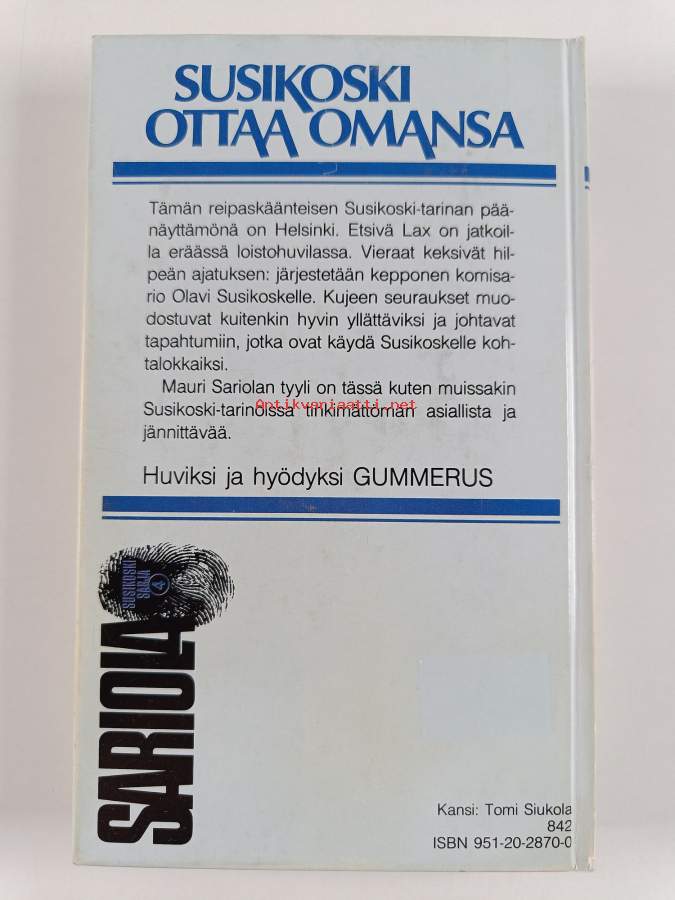 SUSIKOSKI
OTTAA OMANSA
Tämän reipaskäänteisen Susikoski-tarinan pää-
näyttämönä on Helsinki. Etsivä Lax on jatkoil-
la eräässä loistohuvilassa. Vieraat keksivät hil-
peän ajatuksen: järjestetään kepponen komisa-
rio Olavi Susikoskelle. Kujeen seuraukset muo-
dostuvat kuitenkin hyvin yllättäviksi ja johtavat
tapahtumiin, jotka ovat käydä Susikoskelle koh-
talokkaiksi.
Mauri Sariolan tyyli on tässä kuten muissakin
Antikvariaatti.net
Susikoski-tarinoissa tinkimättömän asiallista ja
jännittävää.
Huviksi ja hyödyksi GUMMERUS
SUSIKOSKI
SARJA
4
SARIOLA
Kansi: Tomi Siukola
842
ISBN 951-20-2870-0